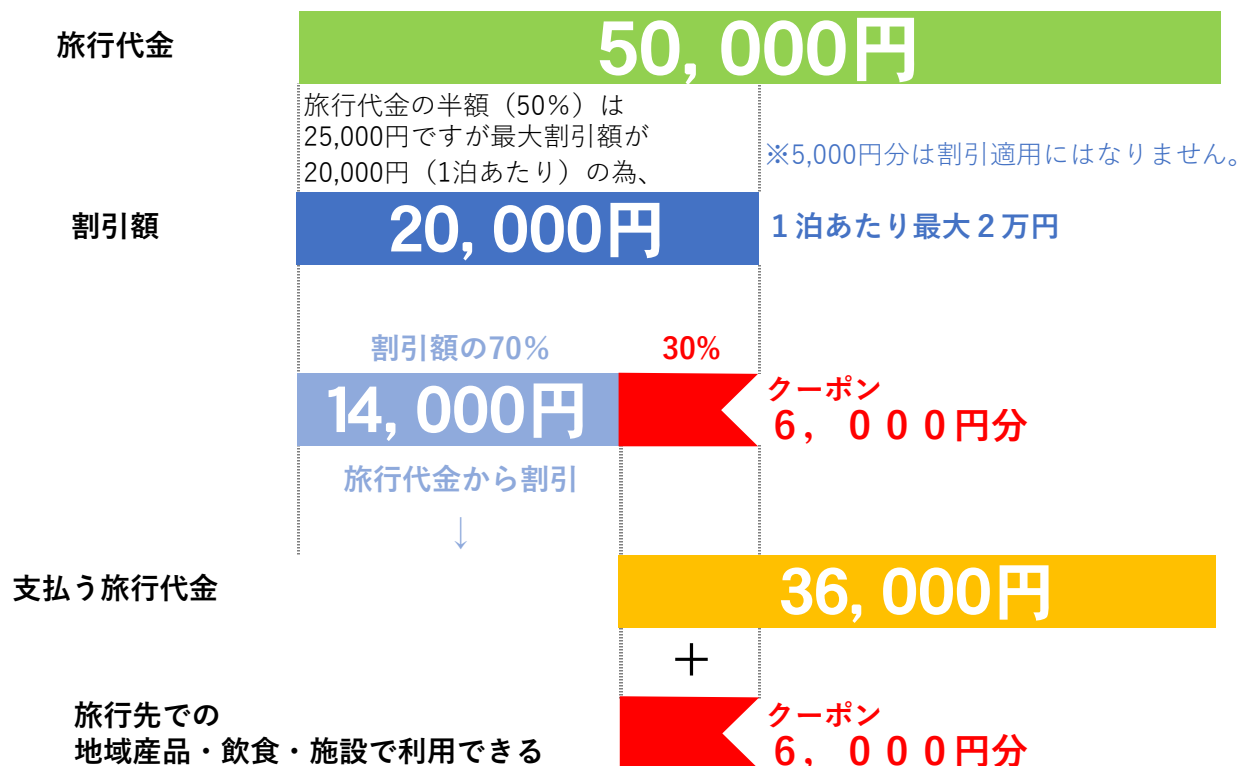 旅行代金
50,000円
旅行代金の半額（50%）は
25,000円ですが最大割引額が
20,000円（1泊あたり）の為、
※5,000円分は割引適用にはなりません。
割引額
20,000円
１泊あたり最大２万円
割引額の70%
30%
14,000円
クーポン
６，０００円分
旅行代金から割引
↓
支払う旅行代金
36,000円
＋
旅行先での
地域産品・飲食・施設で利用できる
クーポン
６，０００円分